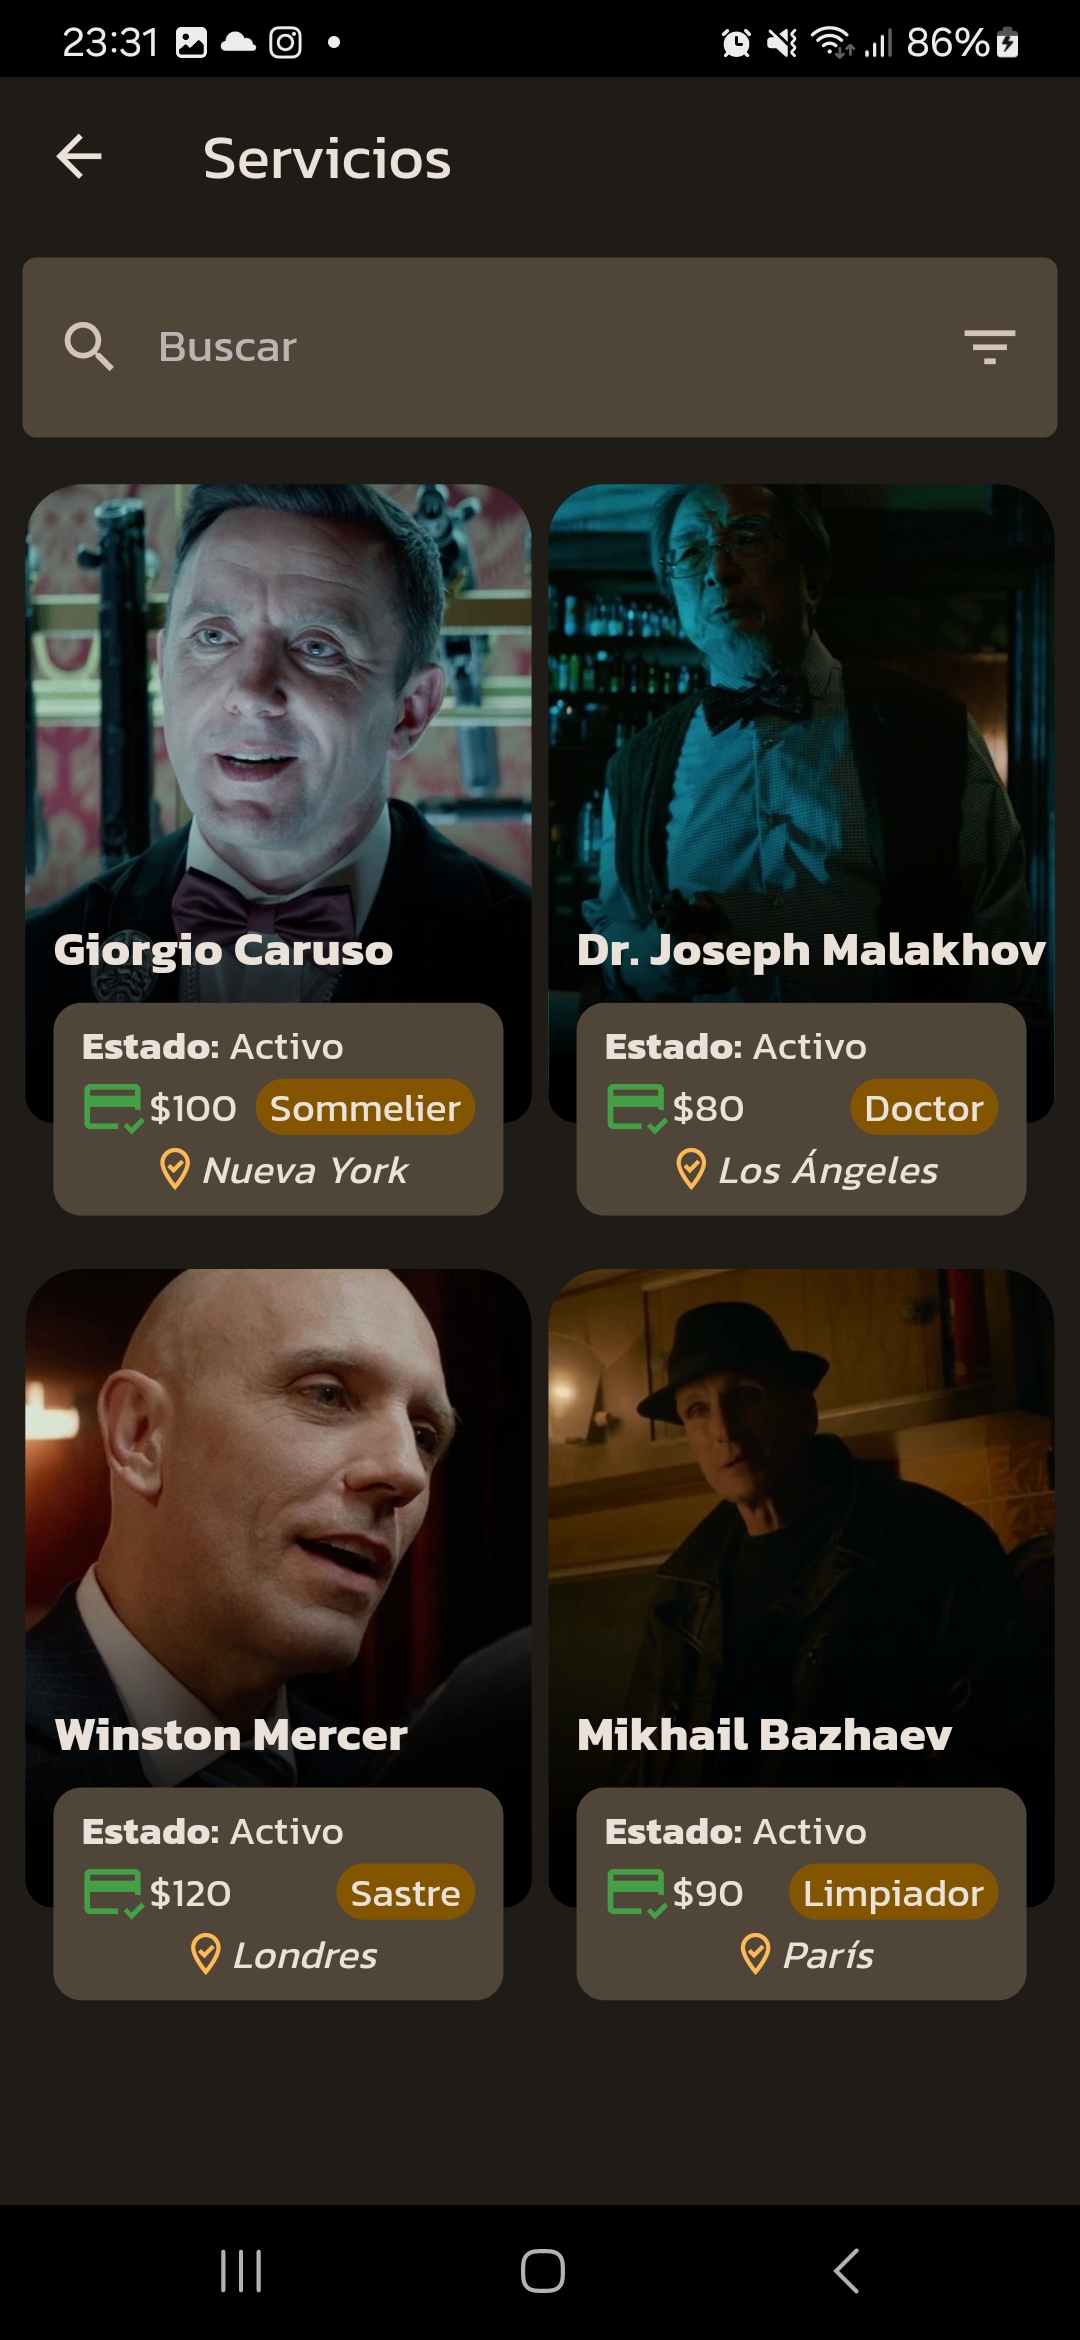 23:31
86%
Servicios
Buscar
Giorgio Caruso
Estado: Activo
$100 Sommelier
Nueva York
Dr. Joseph Malakhov
Estado: Activo
$80 Doctor
Los Ángeles
Winston Mercer
Estado: Activo
$120 Sastre
Londres
Mikhail Bazhaev
Estado: Activo
$90 Limpiador
París